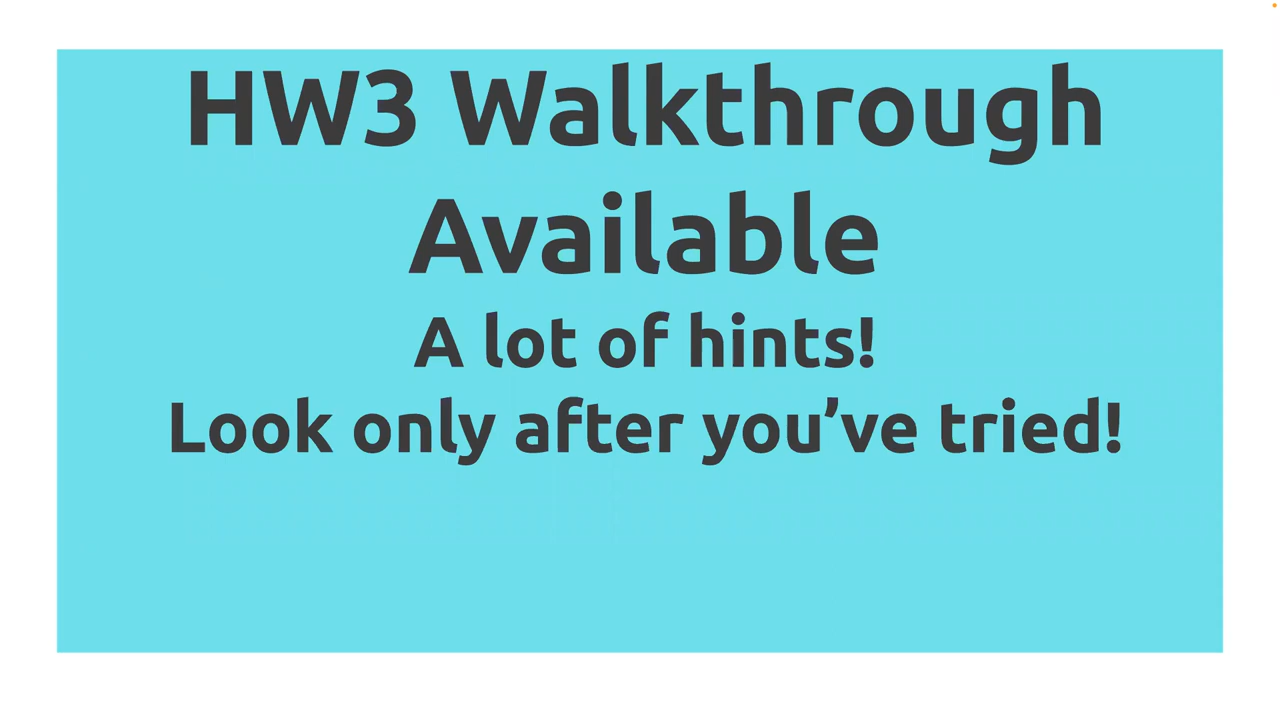 HW3 Walkthrough
Available
A lot of hints!
Look only after you’ve tried!